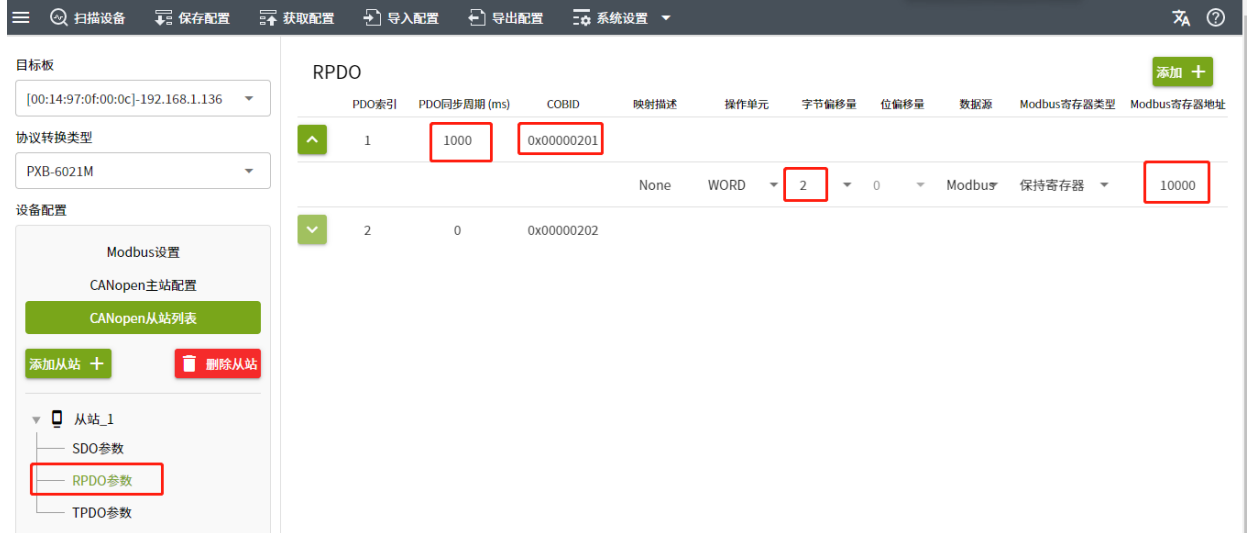 扫描设备 保存配置 获取配置 导入配置 导出配置 系统设置
目标板
[00:14:97:0f:00:0c]-192.168.1.136
协议转换类型
PXB-6021M
设备配置
Modbus设置
CANopen主站配置
CANopen从站列表
添加从站 删除从站
从站_1
SDO参数
RPDO参数
TPDO参数
RPDO
添加
PDO索引 PDO同步周期 (ms) COBID 映射描述 操作单元 字节偏移量 位偏移量 数据源 Modbus寄存器类型 Modbus寄存器地址
1 1000 0x00000201
None WORD 2 0 Modbus 保持寄存器 10000
2 0 0x00000202